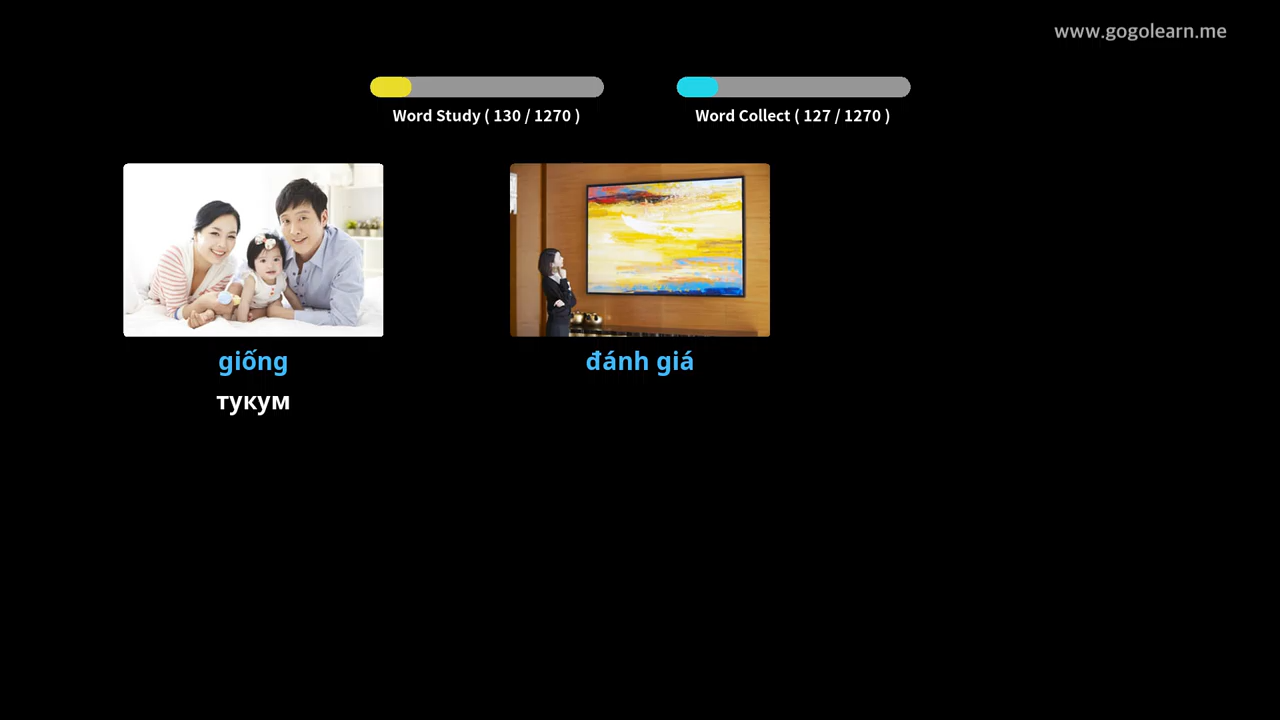 www.gogolearn.me
Word Study ( 130 / 1270 )
Word Collect ( 127 / 1270 )
giống
тукум
đánh giá